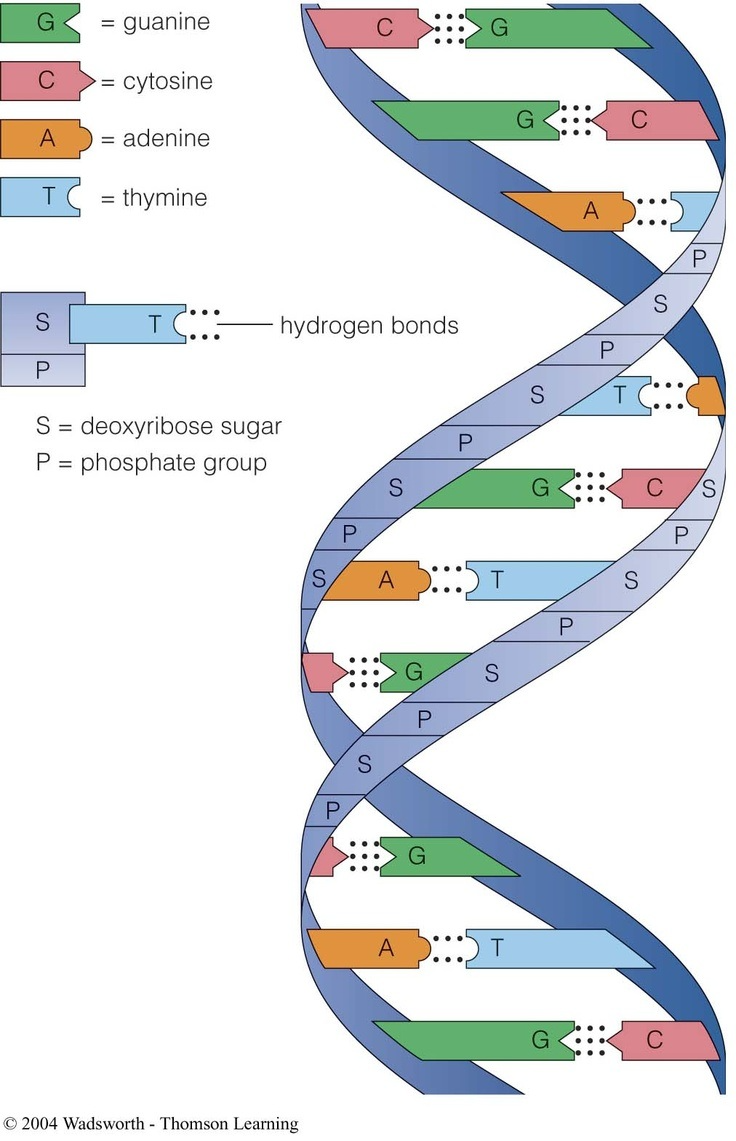 G = guanine
C = cytosine
A = adenine
T = thymine
S T hydrogen bonds
P
S = deoxyribose sugar
P = phosphate group
C G
G C
A
P
S
P
S T
P
S G C S
P P
S A T S
P
G S
P
S
P
G
A T
G C
© 2004 Wadsworth - Thomson Learning